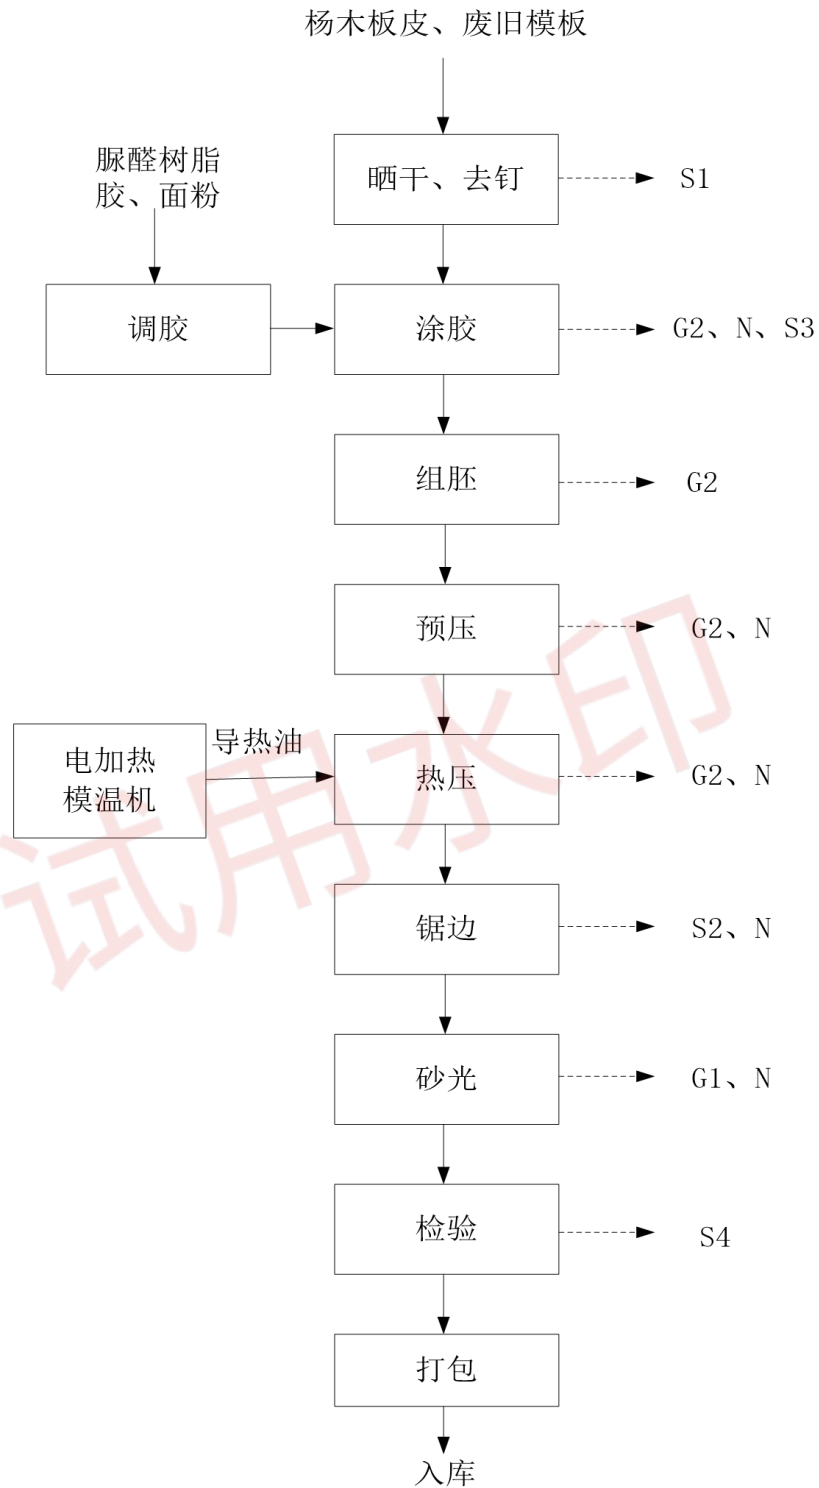 杨木板皮、废旧模板
脲醛树脂
胶、面粉
晒干、去钉
S1
调胶
涂胶
G2、N、S3
组胚
G2
预压
G2、N
电加热
模温机
导热油
热压
G2、N
锯边
S2、N
砂光
G1、N
检验
S4
打包
入库
试用水印